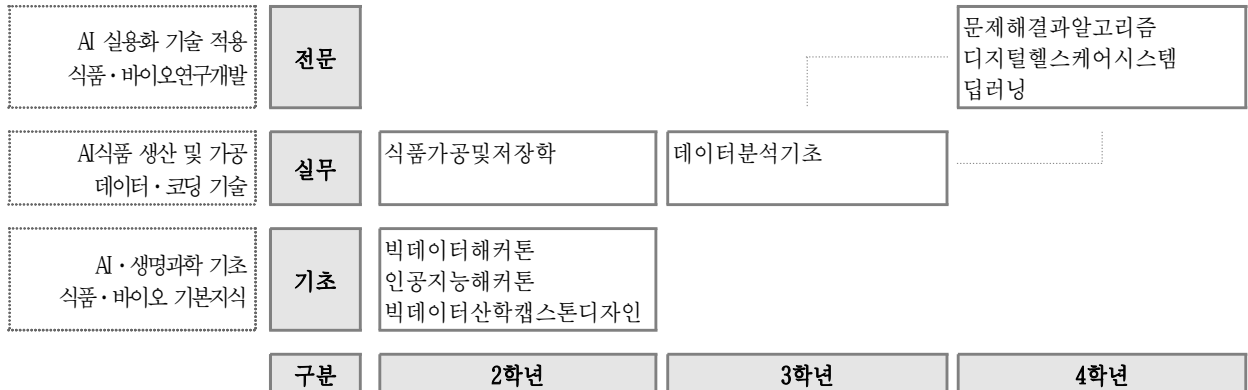 AI 실용화 기술 적용
식품·바이오연구개발
전문
문제해결과알고리즘
디지털헬스케어시스템
딥러닝
AI식품 생산 및 가공
데이터·코딩 기술
실무
식품가공및저장학
데이터분석기초
AI·생명과학 기초
식품·바이오 기본지식
기초
빅데이터해커톤
인공지능해커톤
빅데이터산학캡스톤디자인
구분
2학년
3학년
4학년